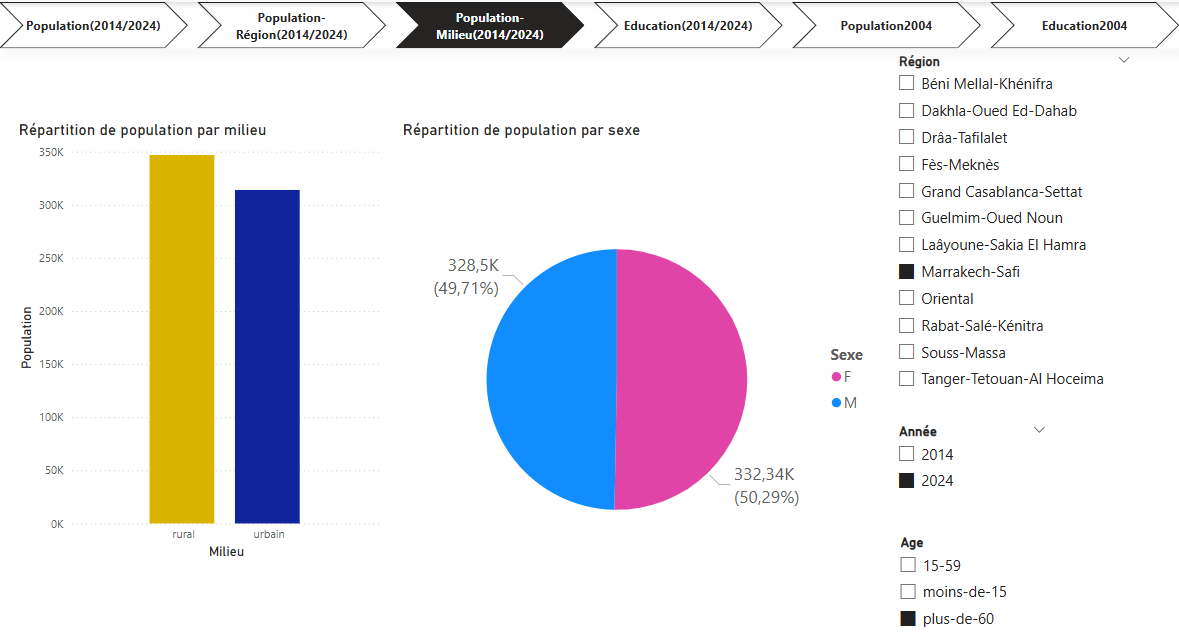 Population(2014/2024)
Population-
Région(2014/2024)
Population-
Milieu(2014/2024)
Education(2014/2024)
Population2004
Education2004
Répartition de population par milieu
350K
300K
250K
200K
150K
100K
50K
0K
Population
rural
urbain
Milieu
Répartition de population par sexe
328,5K
(49,71%)
332,34K
(50,29%)
Sexe
F
M
Région
Béni Mellal-Khénifra
Dakhla-Oued Ed-Dahab
Drâa-Tafilalet
Fès-Meknès
Grand Casablanca-Settat
Guelmim-Oued Noun
Laâyoune-Sakia El Hamra
Marrakech-Safi
Oriental
Rabat-Salé-Kénitra
Souss-Massa
Tanger-Tetouan-Al Hoceima
Année
2014
2024
Age
15-59
moins-de-15
plus-de-60